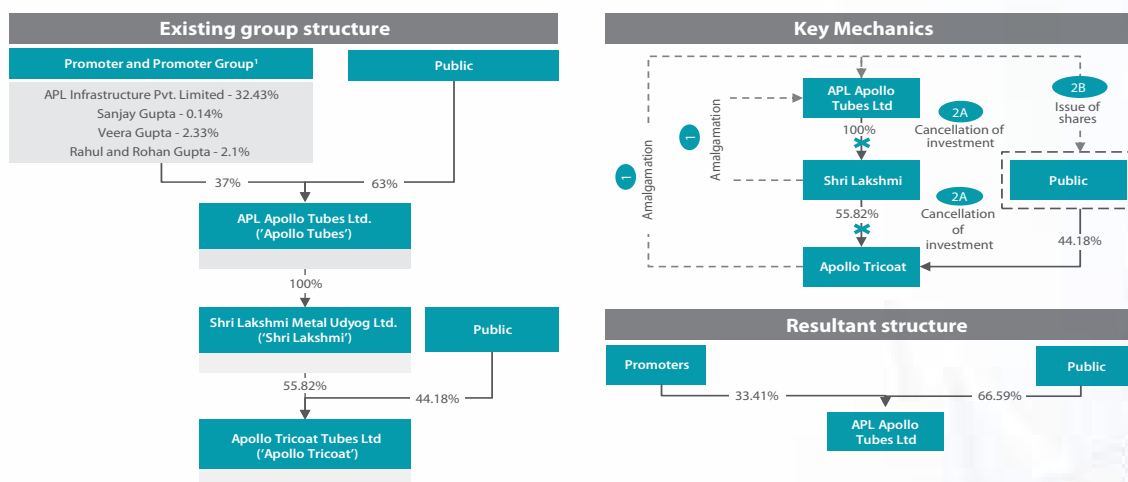 Existing group structure
Promoter and Promoter Group¹
Public
APL Infrastructure Pvt. Limited - 32.43%
Sanjay Gupta - 0.14%
Veera Gupta - 2.33%
Rahul and Rohan Gupta - 2.1%
37%
63%
APL Apollo Tubes Ltd.
('Apollo Tubes')
100%
Shri Lakshmi Metal Udyog Ltd.
('Shri Lakshmi')
Public
55.82%
44.18%
Apollo Tricoat Tubes Ltd
('Apollo Tricoat')
Key Mechanics
APL Apollo
Tubes Ltd
2B
Issue of
shares
1
Amalgamation
1
Amalgamation
100%
2A
Cancellation of
investment
Shri Lakshmi
Public
55.82%
2A
Cancellation
of
investment
44.18%
Apollo Tricoat
Resultant structure
Promoters
Public
33.41%
66.59%
APL Apollo
Tubes Ltd